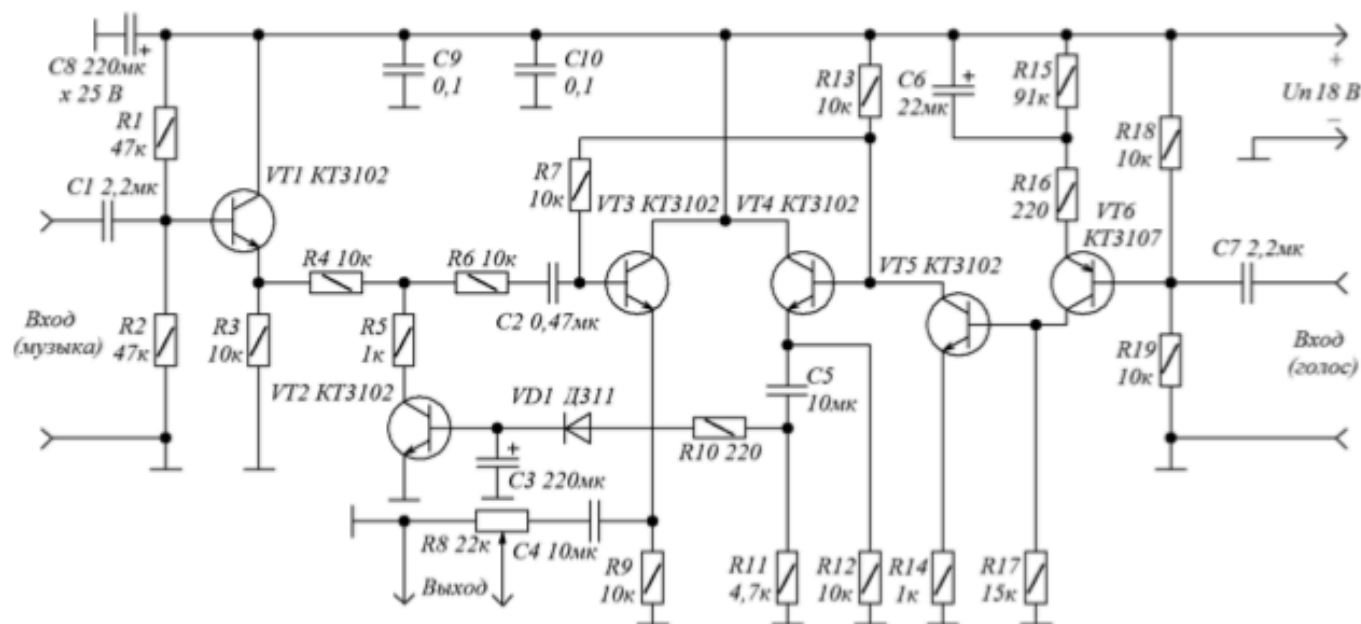 C8 220мк
x 25 В
C9
0,1
C10
0,1
R13
10к
C6
22мк
R15
91к
+
Uп 18 В
–
R1
47к
R18
10к
C1 2,2мк
VT1 КТ3102
R7
10к
VT3 КТ3102
VT4 КТ3102
R16
220
VT6
КТ3107
C7 2,2мк
R4 10к
R6 10к
VT5 КТ3102
Вход
(музыка)
R2
47к
R3
10к
R5
1к
C2 0,47мк
R19
10к
Вход
(голос)
VT2 КТ3102
VD1 Д311
C5
10мк
R10 220
+
C3 220мк
R8 22к
C4 10мк
Выход
R9
10к
R11
4,7к
R12
10к
R14
1к
R17
15к
+
+